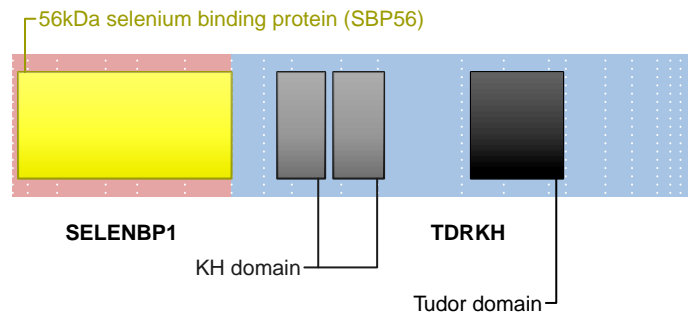 56kDa selenium binding protein (SBP56)
SELENBP1
TDRKH
KH domain
Tudor domain